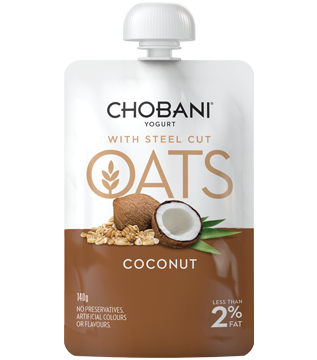 CHOBANI®
YOGURT
WITH STEEL CUT
OATS
COCONUT
140g
NO PRESERVATIVES,
ARTIFICIAL COLOURS
OR FLAVOURS.
LESS THAN
2%
FAT